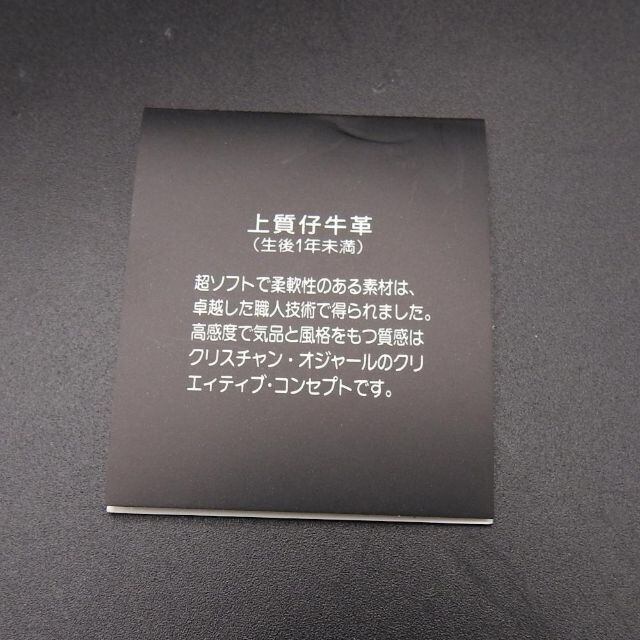 上質仔牛革
(生後1年未満)
超ソフトで柔軟性のある素材は、
卓越した職人技術で得られました。
高感度で気品と風格をもつ質感は
クリスチャン・オジャールのクリ
エィティブ・コンセプトです。